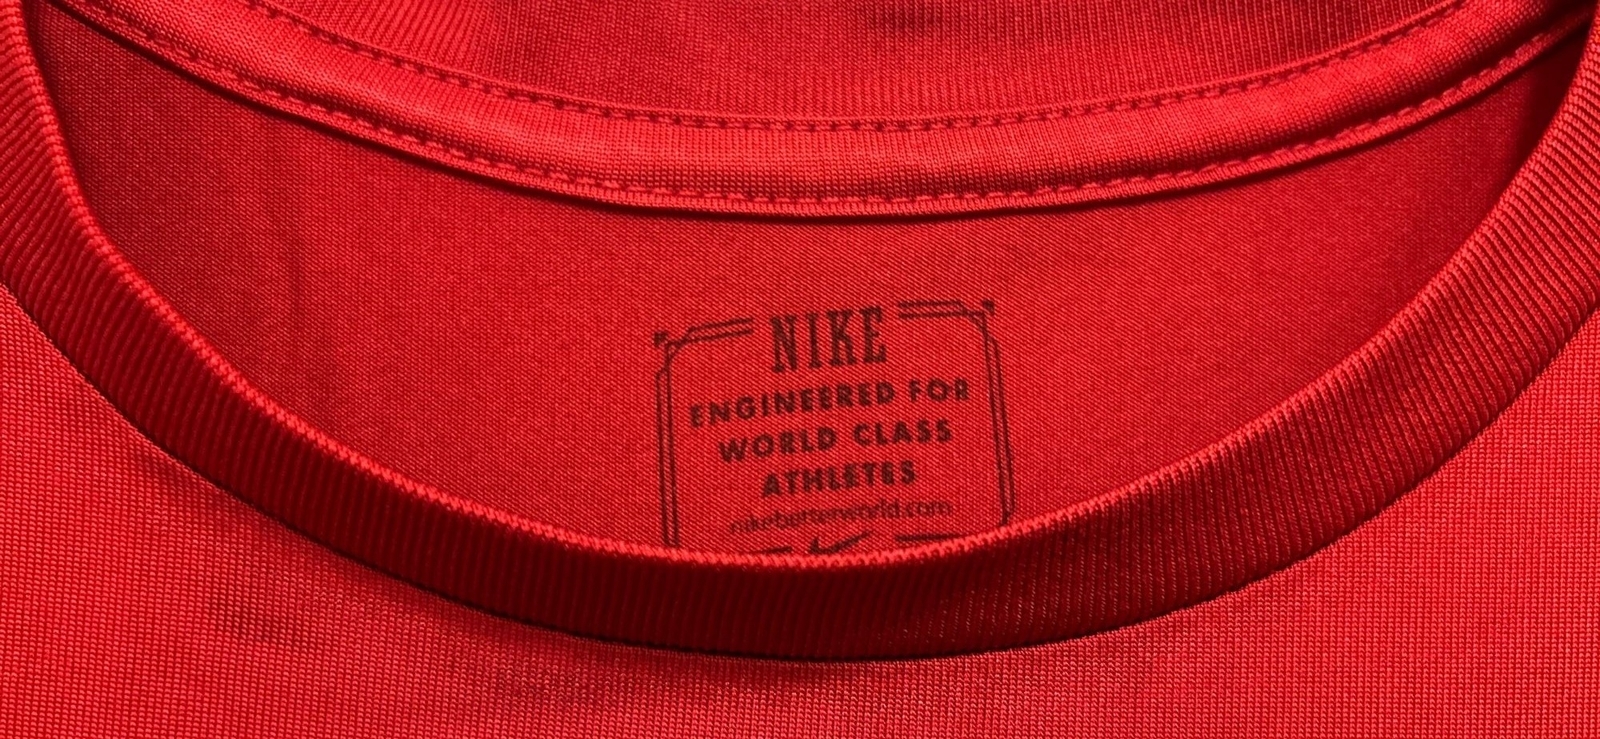 NIKE
ENGINEERED FOR
WORLD CLASS
ATHLETES
nikebetterworld.com